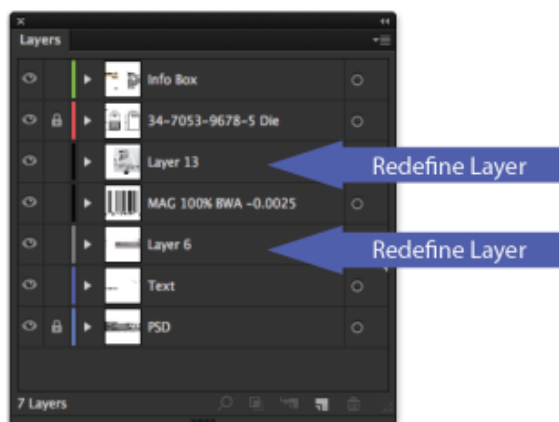 Layers
Info Box
34-7053-9678-5 Die
Layer 13
Redefine Layer
MAG 100% BWA -0.0025
Layer 6
Redefine Layer
Text
PSD
7 Layers